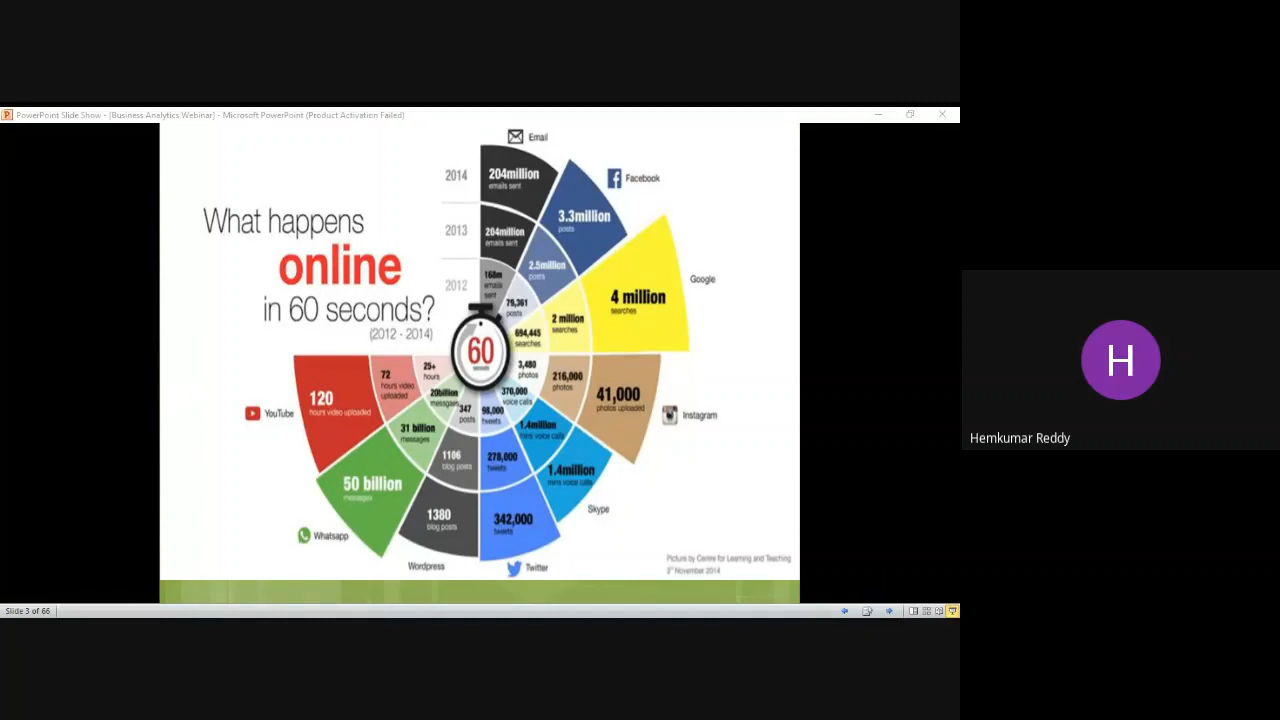 PowerPoint Slide Show - [Business Analytics Webinar] - Microsoft PowerPoint (Product Activation Failed)
What happens
online
in 60 seconds?
(2012 - 2014)
2014
2013
2012
60
seconds
Email
204million
emails sent
204million
emails sent
168m
emails
sent
Facebook
3.3million
posts
2.5million
posts
79,361
posts
Google
4 million
searches
2 million
searches
694,445
searches
Instagram
41,000
photos uploaded
216,000
photos
3,480
photos
Skype
1.4million
mins voice calls
1.4million
mins voice calls
370,000
voice calls
Twitter
342,000
tweets
278,000
tweets
98,000
tweets
Wordpress
1380
blog posts
1106
blog posts
347
posts
Whatsapp
50 billion
messages
31 billion
messages
20billion
YouTube
120
hours video uploaded
72
hours video
uploaded
25+
hours
Picture by Centre for Learning and Teaching
3rd November 2014
Slide 3 of 66
H
Hemkumar Reddy